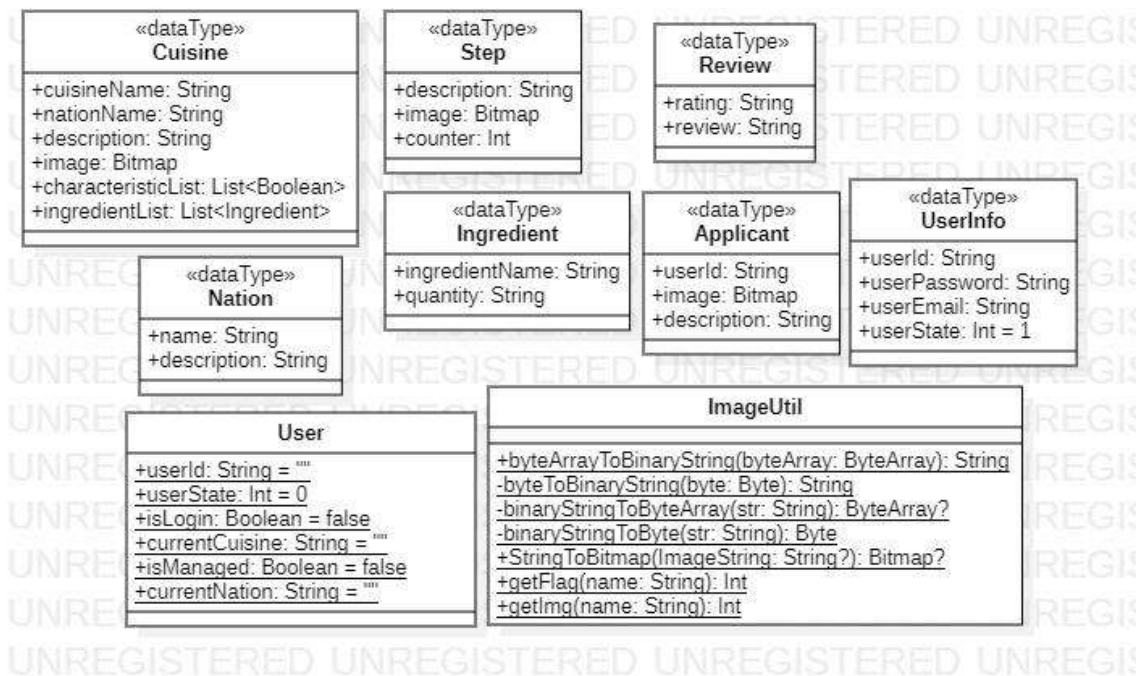 «dataType»
Cuisine
+cuisineName: String
+nationName: String
+description: String
+image: Bitmap
+characteristicList: List<Boolean>
+ingredientList: List<Ingredient>
«dataType»
Step
+description: String
+image: Bitmap
+counter: Int
«dataType»
Review
+rating: String
+review: String
«dataType»
Nation
+name: String
+description: String
«dataType»
Ingredient
+ingredientName: String
+quantity: String
«dataType»
Applicant
+userId: String
+image: Bitmap
+description: String
«dataType»
UserInfo
+userId: String
+userPassword: String
+userEmail: String
+userState: Int = 1
User
+userId: String = ""
+userState: Int = 0
+isLogin: Boolean = false
+currentCuisine: String = ""
+isManaged: Boolean = false
+currentNation: String = ""
ImageUtil
+byteArrayToBinaryString(byteArray: ByteArray): String
-byteToBinaryString(byte: Byte): String
-binaryStringToByteArray(str: String): ByteArray?
-binaryStringToByte(str: String): Byte
+StringToBitmap(ImageString: String?): Bitmap?
+getFlag(name: String): Int
+getImg(name: String): Int
UNREGISTERED UNREGISTERED UNREGISTERED UNREGIS